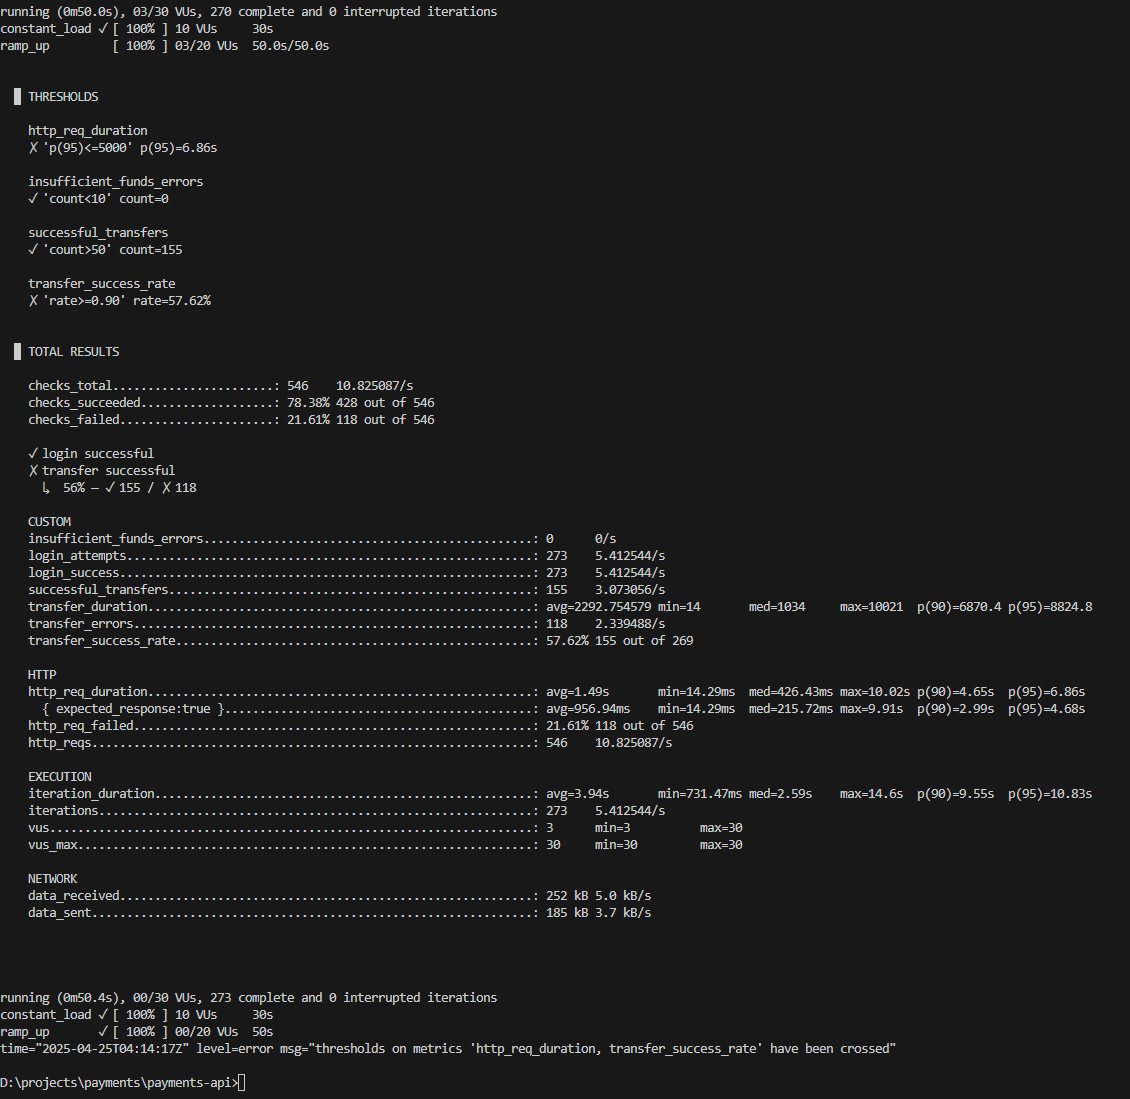 running (0m50.0s), 03/30 VUs, 270 complete and 0 interrupted iterations
constant_load ✓ [ 100% ] 10 VUs     30s
ramp_up         [ 100% ] 03/20 VUs  50.0s/50.0s
█ THRESHOLDS
http_req_duration
✗ 'p(95)<=5000' p(95)=6.86s
insufficient_funds_errors
✓ 'count<10' count=0
successful_transfers
✓ 'count>50' count=155
transfer_success_rate
✗ 'rate>=0.90' rate=57.62%
█ TOTAL RESULTS
checks_total.......................: 546    10.825087/s
checks_succeeded...................: 78.38% 428 out of 546
checks_failed......................: 21.61% 118 out of 546
✓ login successful
✗ transfer successful
↳  56% — ✓ 155 / ✗ 118
CUSTOM
insufficient_funds_errors...............................................: 0      0/s
login_attempts..........................................................: 273    5.412544/s
login_success...........................................................: 273    5.412544/s
successful_transfers....................................................: 155    3.073056/s
transfer_duration.......................................................: avg=2292.754579 min=14       med=1034     max=10021  p(90)=6870.4 p(95)=8824.8
transfer_errors.........................................................: 118    2.339488/s
transfer_success_rate...................................................: 57.62% 155 out of 269
HTTP
http_req_duration.......................................................: avg=1.49s       min=14.29ms  med=426.43ms max=10.02s p(90)=4.65s  p(95)=6.86s
{ expected_response:true }............................................: avg=956.94ms    min=14.29ms  med=215.72ms max=9.91s  p(90)=2.99s  p(95)=4.68s
http_req_failed.........................................................: 21.61% 118 out of 546
http_reqs...............................................................: 546    10.825087/s
EXECUTION
iteration_duration......................................................: avg=3.94s       min=731.47ms med=2.59s    max=14.6s  p(90)=9.55s  p(95)=10.83s
iterations..............................................................: 273    5.412544/s
vus.....................................................................: 3      min=3          max=30
vus_max.................................................................: 30     min=30         max=30
NETWORK
data_received...........................................................: 252 kB 5.0 kB/s
data_sent...............................................................: 185 kB 3.7 kB/s
running (0m50.4s), 00/30 VUs, 273 complete and 0 interrupted iterations
constant_load ✓ [ 100% ] 10 VUs     30s
ramp_up       ✓ [ 100% ] 00/20 VUs  50s
time="2025-04-25T04:14:17Z" level=error msg="thresholds on metrics 'http_req_duration, transfer_success_rate' have been crossed"
D:\projects\payments\payments-api>